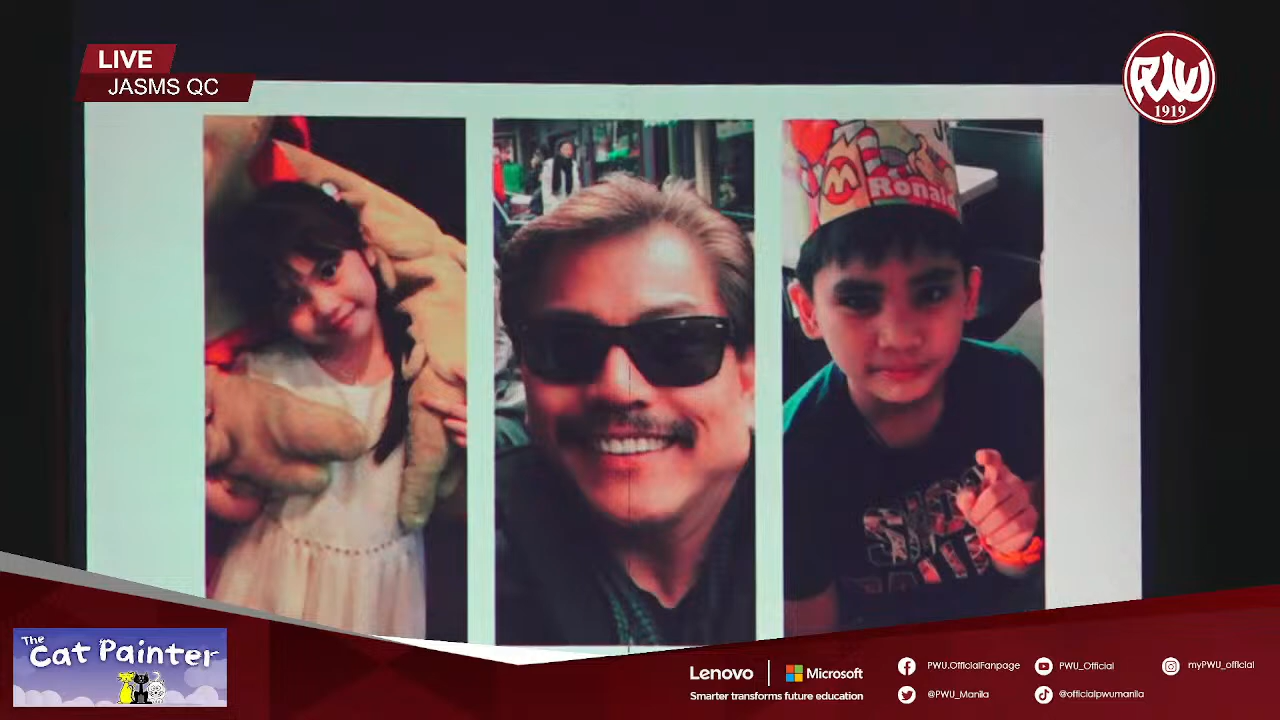 LIVE
JASMS QC
PWU
1919
M
Ronald
The
Cat Painter
Lenovo
Microsoft
Smarter transforms future education
PWU.OfficialFanpage
PWU_Official
myPWU_official
@PWU_Manila
@officialpwumanila